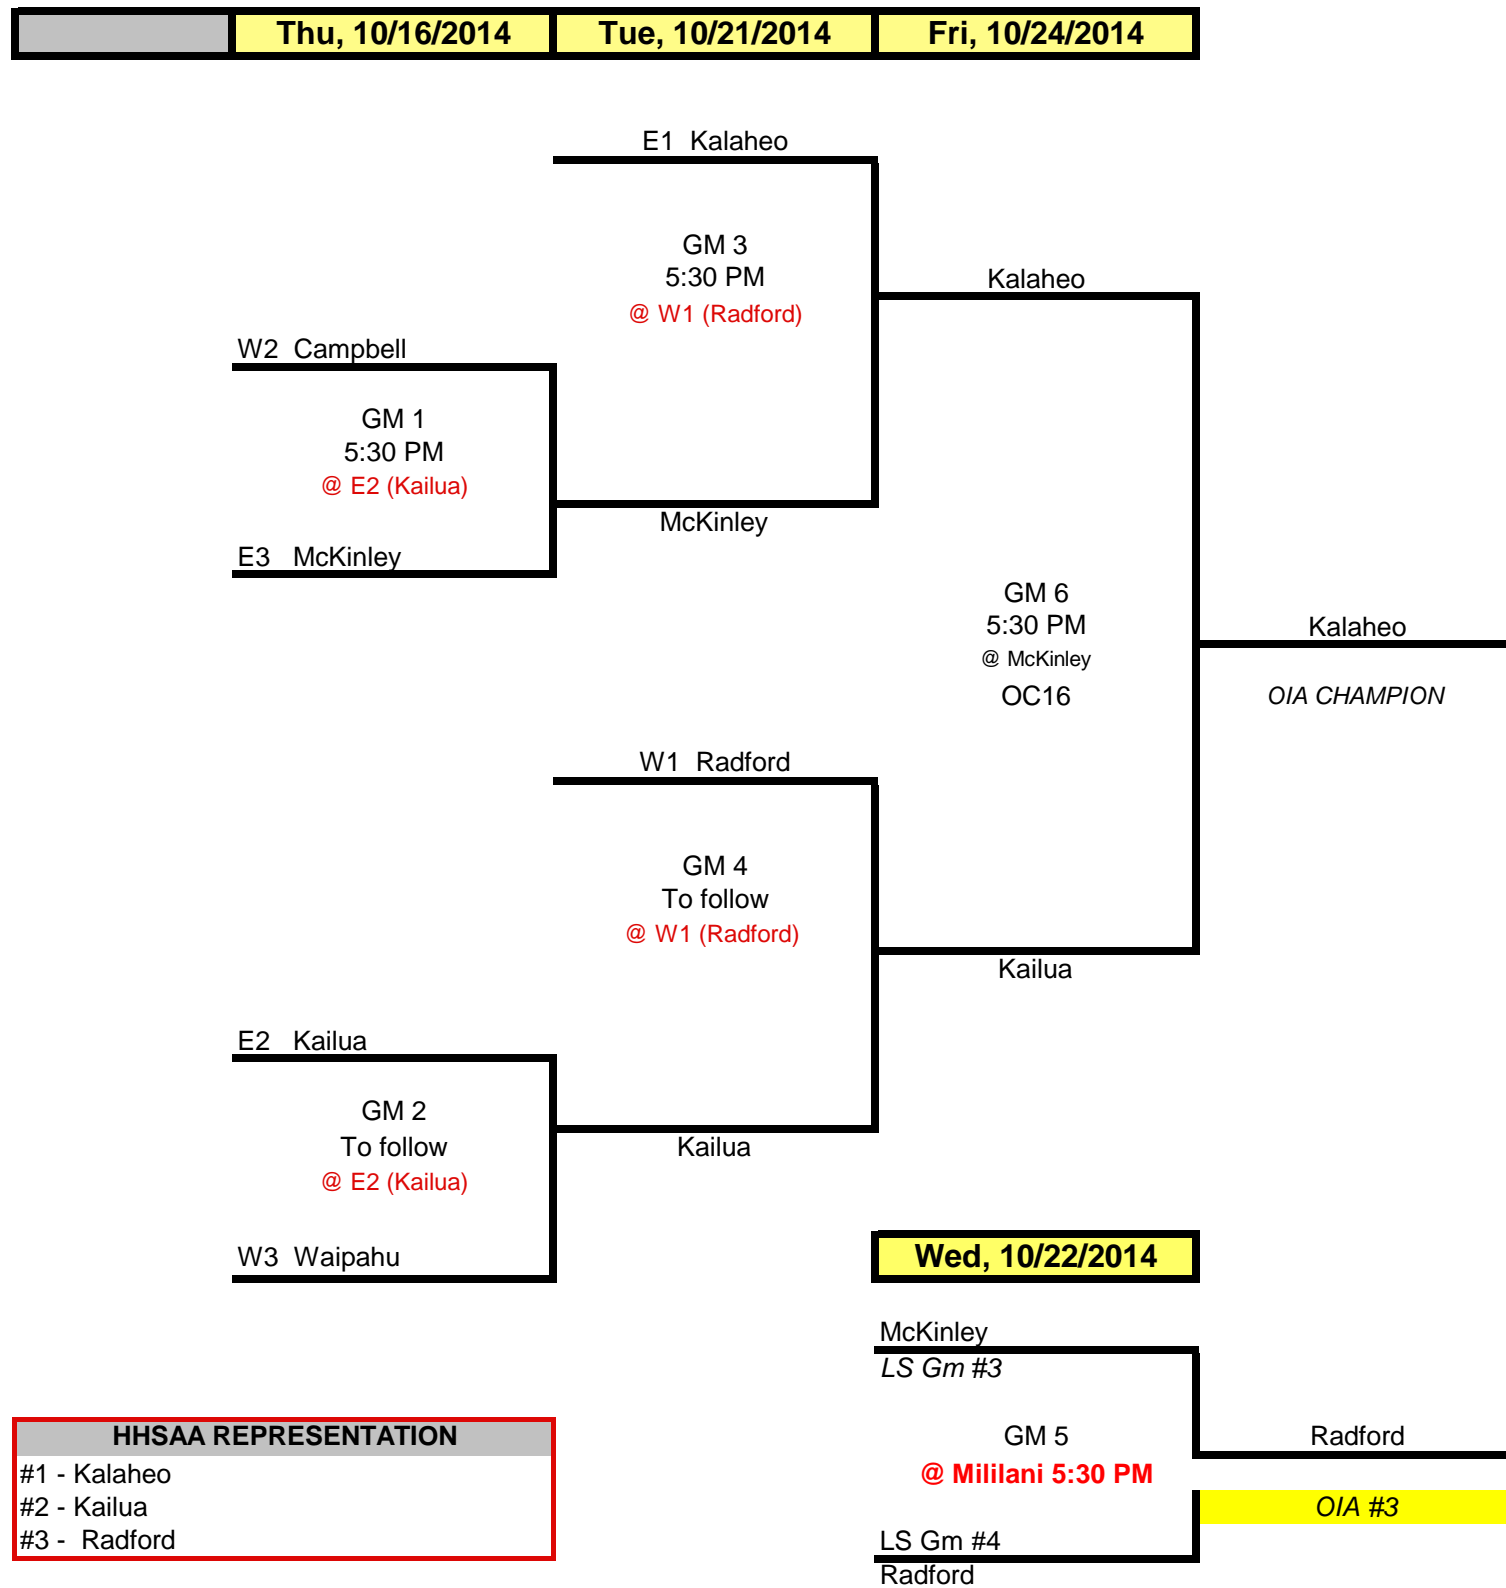 Thu, 10/16/2014 Tue, 10/21/2014 Fri, 10/24/2014
E1 Kalaheo
GM 3
5:30 PM
@ W1 (Radford)
Kalaheo
W2 Campbell
GM 1
5:30 PM
@ E2 (Kailua)
McKinley
E3 McKinley
GM 6
5:30 PM
@ McKinley
OC16
Kalaheo
OIA CHAMPION
W1 Radford
GM 4
To follow
@ W1 (Radford)
Kailua
E2 Kailua
GM 2
To follow
@ E2 (Kailua)
Kailua
W3 Waipahu
Wed, 10/22/2014
McKinley
LS Gm #3
GM 5
@ Mililani 5:30 PM
Radford
OIA #3
LS Gm #4
Radford
HHSAA REPRESENTATION
#1 - Kalaheo
#2 - Kailua
#3 - Radford